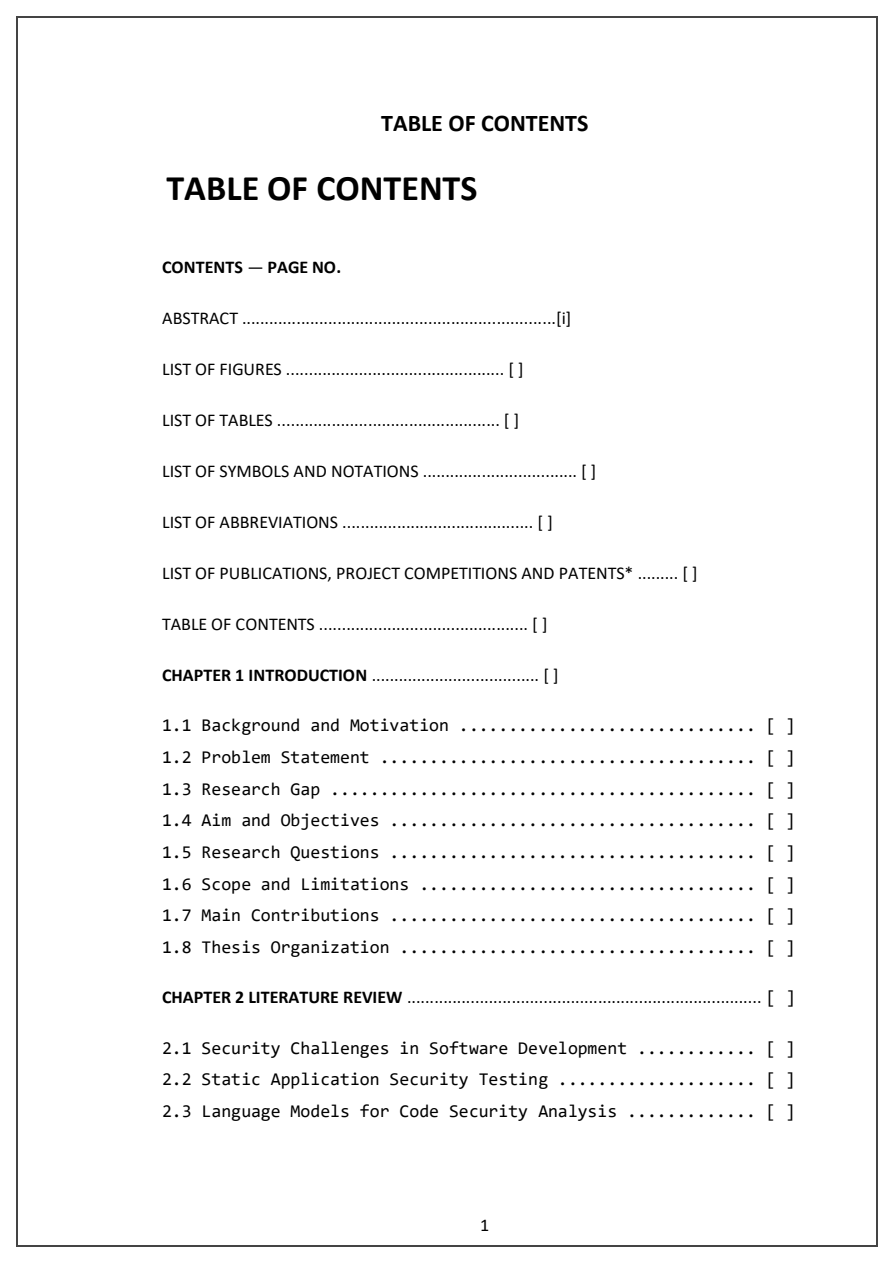 TABLE OF CONTENTS
TABLE OF CONTENTS
CONTENTS — PAGE NO.
ABSTRACT .....................................................................[i]
LIST OF FIGURES ................................................ [ ]
LIST OF TABLES ................................................. [ ]
LIST OF SYMBOLS AND NOTATIONS .................................. [ ]
LIST OF ABBREVIATIONS .......................................... [ ]
LIST OF PUBLICATIONS, PROJECT COMPETITIONS AND PATENTS* ......... [ ]
TABLE OF CONTENTS .............................................. [ ]
CHAPTER 1 INTRODUCTION ..................................... [ ]
1.1 Background and Motivation .............................. [ ]
1.2 Problem Statement ...................................... [ ]
1.3 Research Gap ........................................... [ ]
1.4 Aim and Objectives ..................................... [ ]
1.5 Research Questions ..................................... [ ]
1.6 Scope and Limitations .................................. [ ]
1.7 Main Contributions ..................................... [ ]
1.8 Thesis Organization .................................... [ ]
CHAPTER 2 LITERATURE REVIEW .............................................................................. [ ]
2.1 Security Challenges in Software Development ............ [ ]
2.2 Static Application Security Testing .................... [ ]
2.3 Language Models for Code Security Analysis ............. [ ]
1